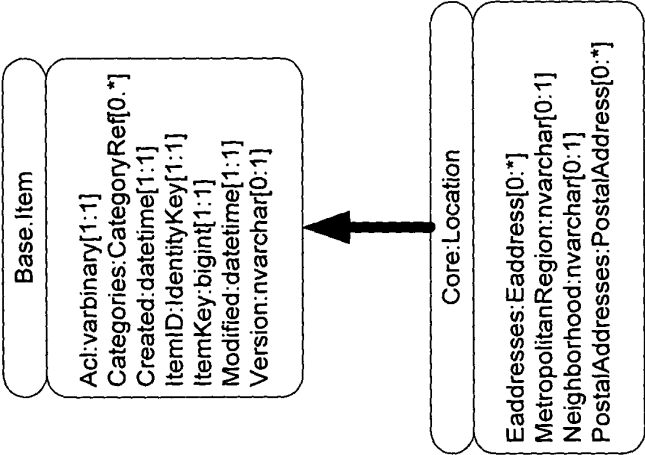 Base.Item
Acl:varbinary[1:1]
Categories:CategoryRef[0.*]
Created:datetime[1:1]
ItemID:IdentityKey[1:1]
ItemKey:bigint[1:1]
Modified:datetime[1:1]
Version:nvarchar[0:1]
Core:Location
Eaddresses:Eaddress[0:*]
MetropolitanRegion:nvarchar[0:1]
Neighborhood:nvarchar[0:1]
PostalAddresses:PostalAddress[0:*]